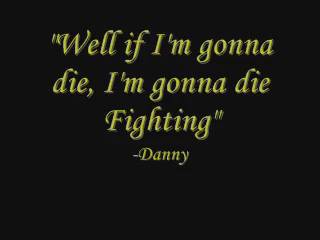 "Well if I'm gonna
die, I'm gonna die
Fighting"
-Danny